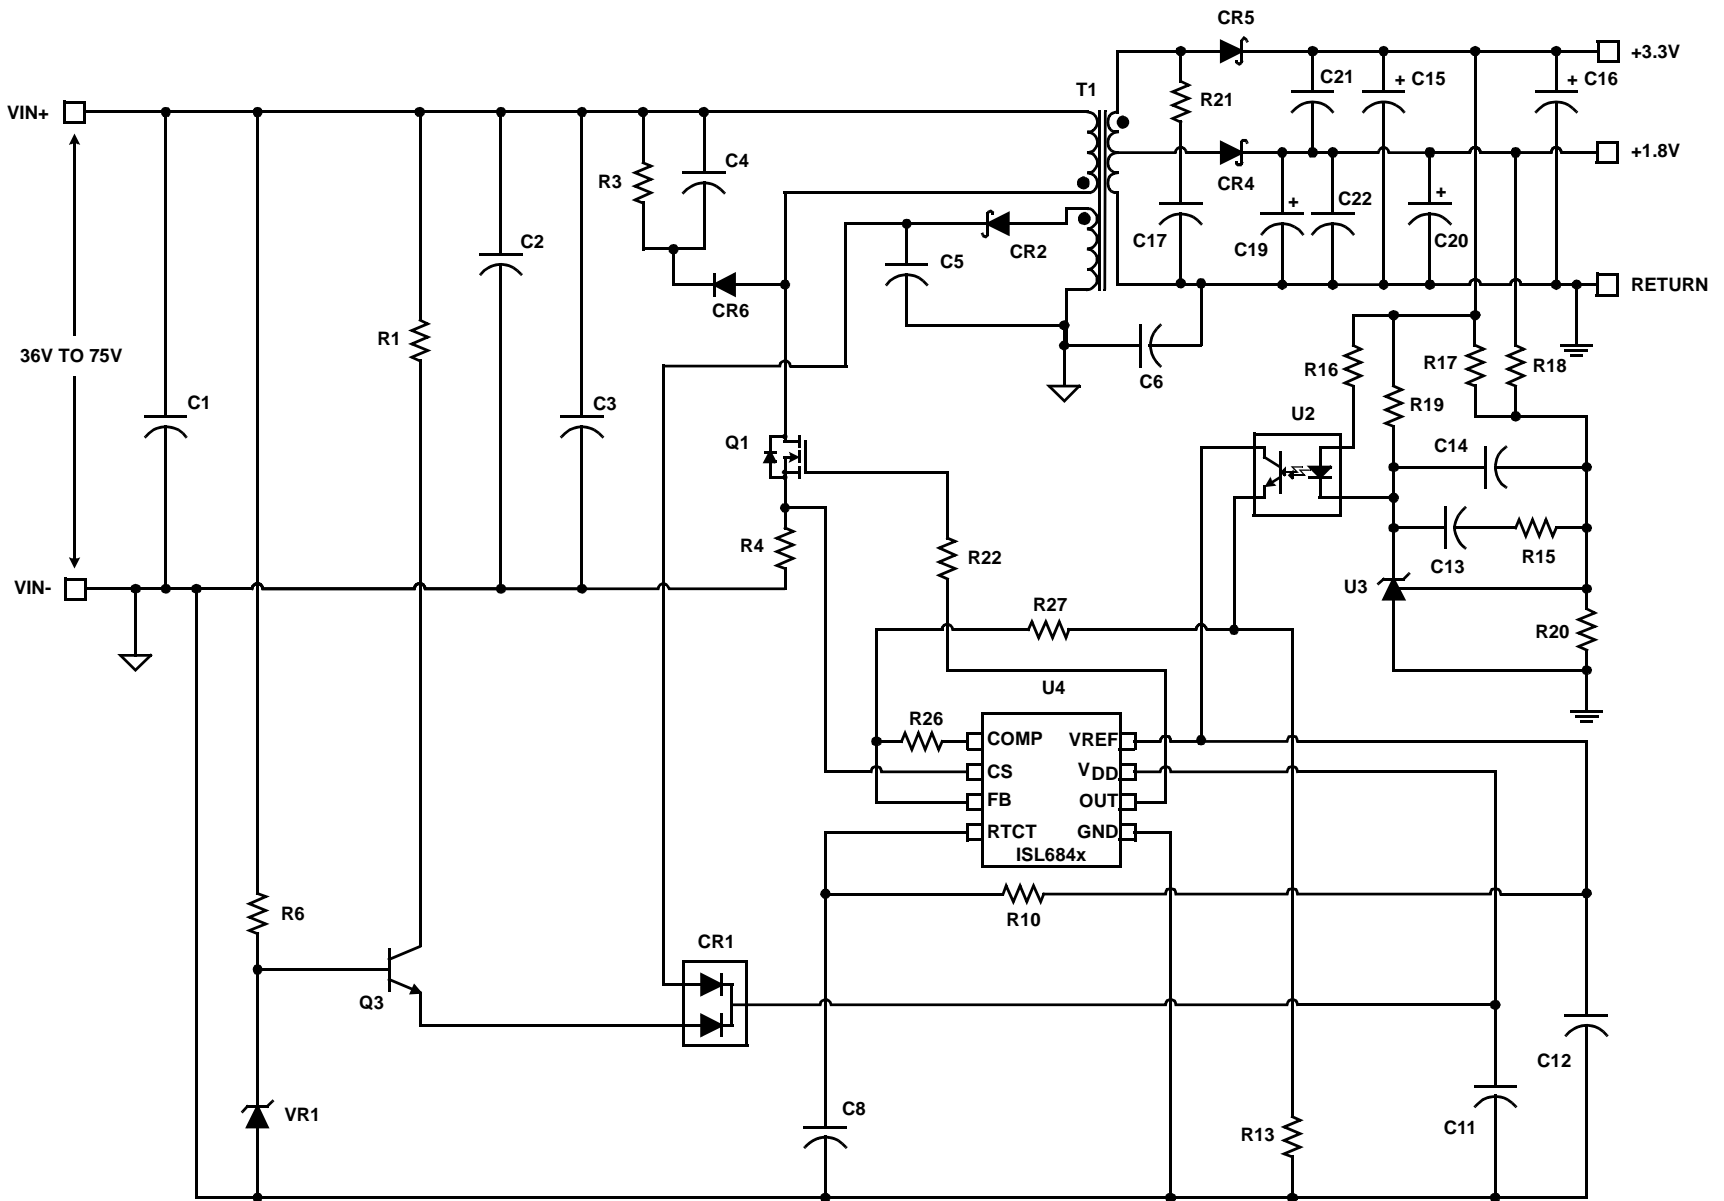 CR5
+3.3V
C21
+ C15
+ C16
T1
R21
VIN+
+1.8V
C4
R3
CR4
+
+
C22
C17
C19
C20
C2
C5
CR2
CR6
RETURN
R1
36V TO 75V
C6
R16
R17
R18
C1
C3
R19
U2
Q1
C14
R4
R22
R15
C13
VIN-
U3
R27
R20
U4
R26
COMP
VREF
CS
VDD
FB
OUT
RTCT
GND
ISL684x
R6
R10
CR1
Q3
C12
VR1
C8
C11
R13